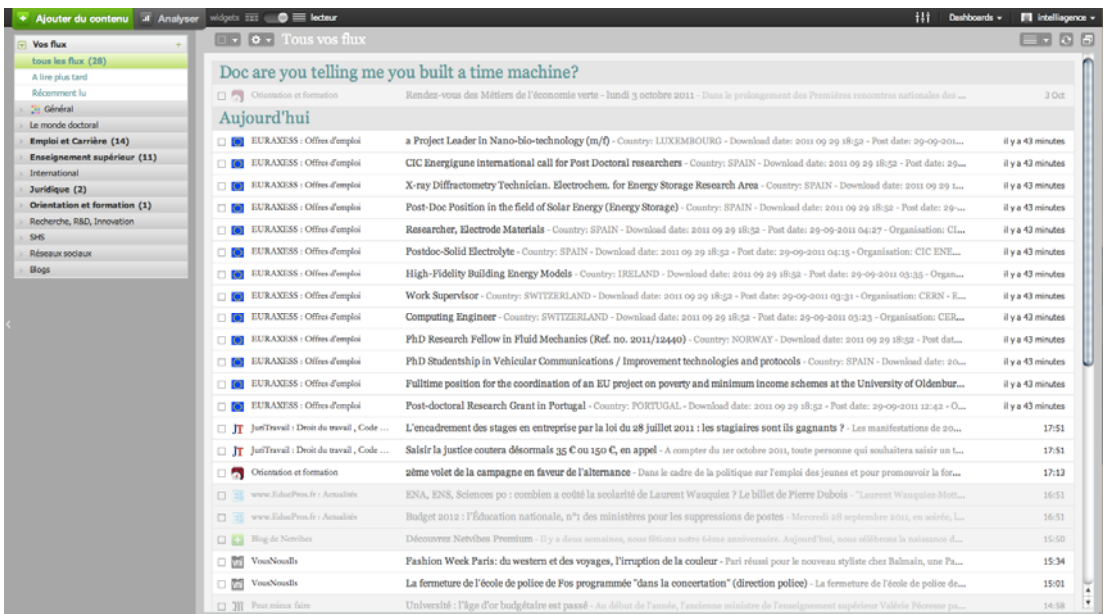 Ajouter du contenu Analyser widgets lecteur Dashboards intelliagence
Vos flux +
tous les flux (28)
A lire plus tard
Récemment lu
Général
Le monde doctoral
Emploi et Carrière (14)
Enseignement supérieur (11)
International
Juridique (2)
Orientation et formation (1)
Recherche, R&D, Innovation
SHS
Réseaux sociaux
Blogs
Tous vos flux
Doc are you telling me you built a time machine?
Orientation et formation Rendez-vous des Métiers de l'économie verte - lundi 3 octobre 2011 - Dans le prolongement des Premières rencontres nationales des ... 3 Oct
Aujourd'hui
EURAXESS : Offres d'emploi a Project Leader in Nano-bio-technology (m/f) - Country: LUXEMBOURG - Download date: 2011 09 29 18:52 - Post date: 29-09-201... il y a 43 minutes
EURAXESS : Offres d'emploi CIC Energigune international call for Post Doctoral researchers - Country: SPAIN - Download date: 2011 09 29 18:52 - Post date: 29... il y a 43 minutes
EURAXESS : Offres d'emploi X-ray Diffractometry Technician. Electrochem. for Energy Storage Research Area - Country: SPAIN - Download date: 2011 09 29 1... il y a 43 minutes
EURAXESS : Offres d'emploi Post-Doc Position in the field of Solar Energy (Energy Storage) - Country: SPAIN - Download date: 2011 09 29 18:52 - Post date: 29-... il y a 43 minutes
EURAXESS : Offres d'emploi Researcher, Electrode Materials - Country: SPAIN - Download date: 2011 09 29 18:52 - Post date: 29-09-2011 04:27 - Organisation: CI... il y a 43 minutes
EURAXESS : Offres d'emploi Postdoc-Solid Electrolyte - Country: SPAIN - Download date: 2011 09 29 18:52 - Post date: 29-09-2011 04:15 - Organisation: CIC ENE... il y a 43 minutes
EURAXESS : Offres d'emploi High-Fidelity Building Energy Models - Country: IRELAND - Download date: 2011 09 29 18:52 - Post date: 29-09-2011 03:35 - Organ... il y a 43 minutes
EURAXESS : Offres d'emploi Work Supervisor - Country: SWITZERLAND - Download date: 2011 09 29 18:52 - Post date: 29-09-2011 03:31 - Organisation: CERN - E... il y a 43 minutes
EURAXESS : Offres d'emploi Computing Engineer - Country: SWITZERLAND - Download date: 2011 09 29 18:52 - Post date: 29-09-2011 03:23 - Organisation: CER... il y a 43 minutes
EURAXESS : Offres d'emploi PhD Research Fellow in Fluid Mechanics (Ref. no. 2011/12440) - Country: NORWAY - Download date: 2011 09 29 18:52 - Post dat... il y a 43 minutes
EURAXESS : Offres d'emploi PhD Studentship in Vehicular Communications / Improvement technologies and protocols - Country: SPAIN - Download date: 20... il y a 43 minutes
EURAXESS : Offres d'emploi Fulltime position for the coordination of an EU project on poverty and minimum income schemes at the University of Oldenbur... il y a 43 minutes
EURAXESS : Offres d'emploi Post-doctoral Research Grant in Portugal - Country: PORTUGAL - Download date: 2011 09 29 18:52 - Post date: 29-09-2011 12:42 - O... il y a 43 minutes
JuriTravail : Droit du travail , Code ... L'encadrement des stages en entreprise par la loi du 28 juillet 2011 : les stagiaires sont ils gagnants ? - Les manifestations de 20... 17:51
JuriTravail : Droit du travail , Code ... Saisir la justice coutera désormais 35 € ou 150 €, en appel - A compter du 1er octobre 2011, toute personne qui souhaitera saisir un t... 17:51
Orientation et formation 2ème volet de la campagne en faveur de l'alternance - Dans le cadre de la politique sur l'emploi des jeunes et pour promouvoir la for... 17:13
www.EducPros.fr : Actualités ENA, ENS, Sciences po : combien a coûté la scolarité de Laurent Wauquiez ? Le billet de Pierre Dubois - "Laurent Wauquiez Mott... 16:51
www.EducPros.fr : Actualités Budget 2012 : l'Éducation nationale, n°1 des ministères pour les suppressions de postes - Mercredi 28 septembre 2011, en soirée, l... 16:51
Blog de Netvibes Découvrez Netvibes Premium - Il y a deux semaines, nous fêtions notre 6ème anniversaire. Aujourd'hui, nous célébrons la naissance d... 15:50
VousNousIls Fashion Week Paris: du western et des voyages, l'irruption de la couleur - Pari réussi pour le nouveau styliste chez Balmain, une Pa... 15:34
VousNousIls La fermeture de l'école de police de Fos programmée "dans la concertation" (direction police) - La fermeture de l'école de police de... 15:01
Peut mieux faire Université : l'âge d'or budgétaire est passé - Au début de l'année, l'ancienne ministre de l'enseignement supérieur Valérie Pécresse pa... 14:58